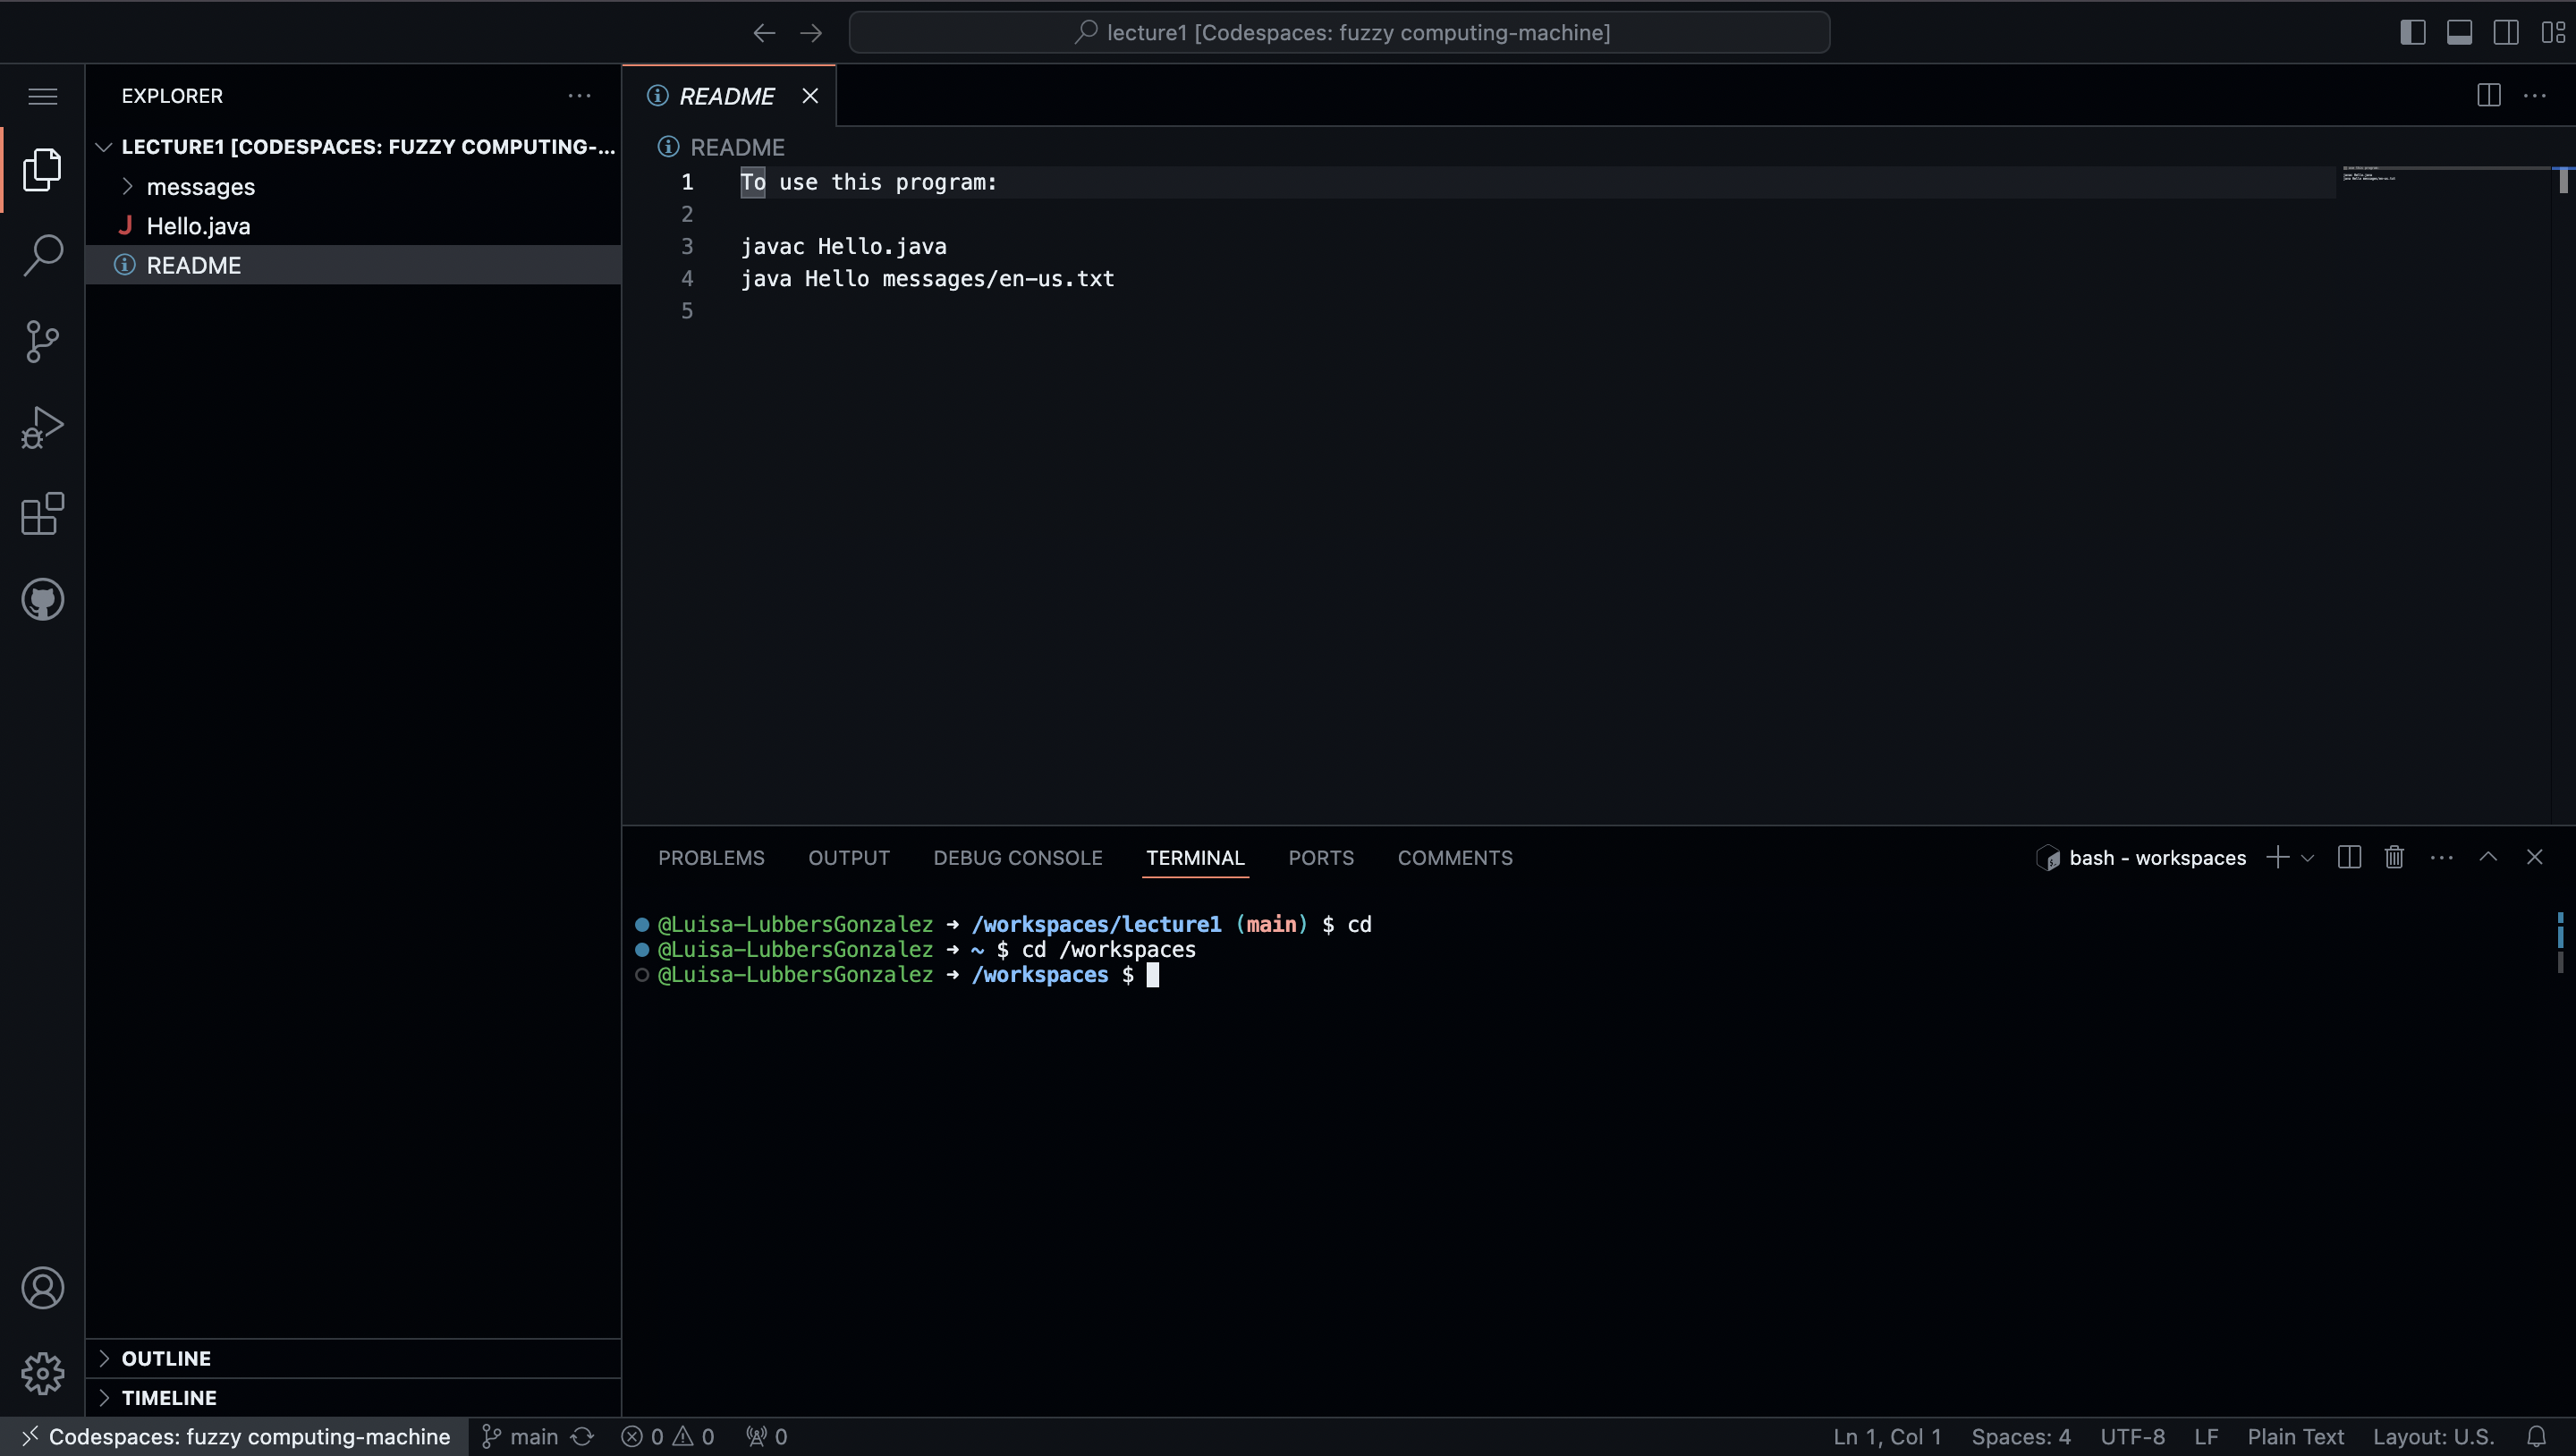 lecture1 [Codespaces: fuzzy computing-machine]
EXPLORER
LECTURE1 [CODESPACES: FUZZY COMPUTING-...
messages
J Hello.java
README
README
README
1 To use this program:
2
3 javac Hello.java
4 java Hello messages/en-us.txt
5
PROBLEMS OUTPUT DEBUG CONSOLE TERMINAL PORTS COMMENTS
bash - workspaces
@Luisa-LubbersGonzalez ➜ /workspaces/lecture1 (main) $ cd
@Luisa-LubbersGonzalez ➜ ~ $ cd /workspaces
@Luisa-LubbersGonzalez ➜ /workspaces $
OUTLINE
TIMELINE
Codespaces: fuzzy computing-machine main 0 0 0 Ln 1, Col 1 Spaces: 4 UTF-8 LF Plain Text Layout: U.S.